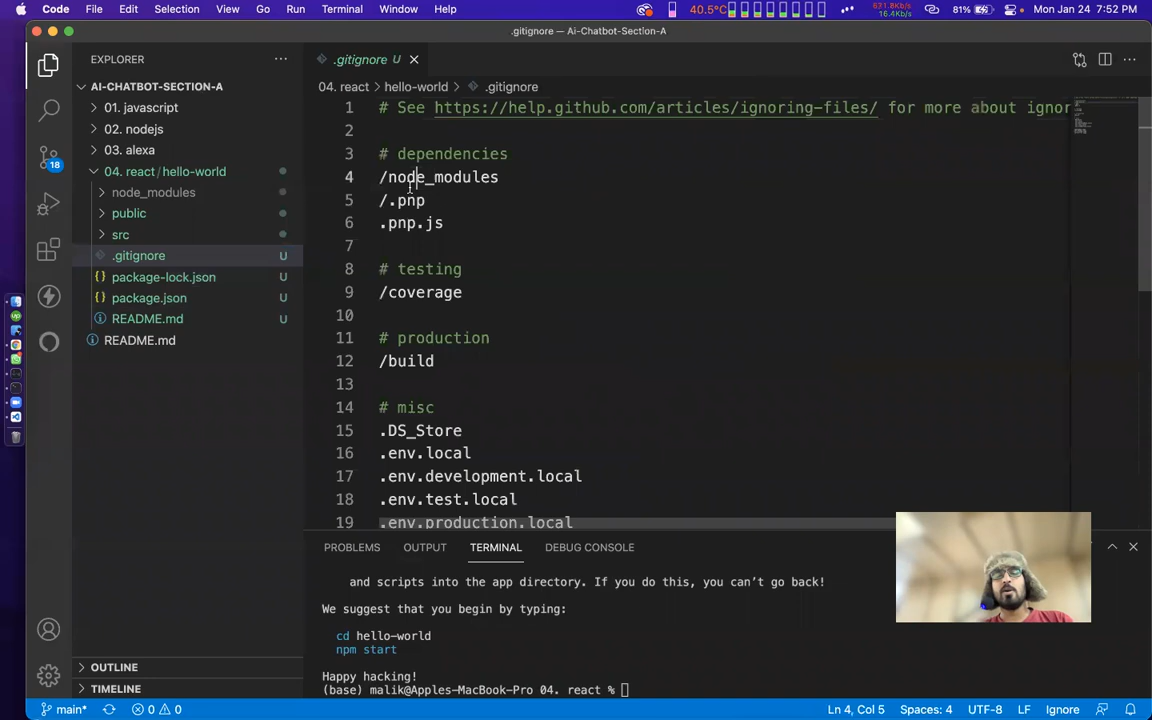 Code File Edit Selection View Go Run Terminal Window Help 40.5°C 81% Mon Jan 24 7:52 PM
.gitignore — Ai-Chatbot-Section-A
EXPLORER
.gitignore U
AI-CHATBOT-SECTION-A
04. react > hello-world > .gitignore
01. javascript
02. nodejs
03. alexa
04. react / hello-world
node_modules
public
src
.gitignore U
package-lock.json U
package.json U
README.md U
README.md
18
1 # See https://help.github.com/articles/ignoring-files/ for more about ignor
2
3 # dependencies
4 /node_modules
5 /.pnp
6 .pnp.js
7
8 # testing
9 /coverage
10
11 # production
12 /build
13
14 # misc
15 .DS_Store
16 .env.local
17 .env.development.local
18 .env.test.local
19 .env.production.local
PROBLEMS OUTPUT TERMINAL DEBUG CONSOLE
and scripts into the app directory. If you do this, you can’t go back!
We suggest that you begin by typing:
cd hello-world
npm start
Happy hacking!
(base) malik@Apples-MacBook-Pro 04. react %
OUTLINE
TIMELINE
main* 0 0 Ln 4, Col 5 Spaces: 4 UTF-8 LF Ignore